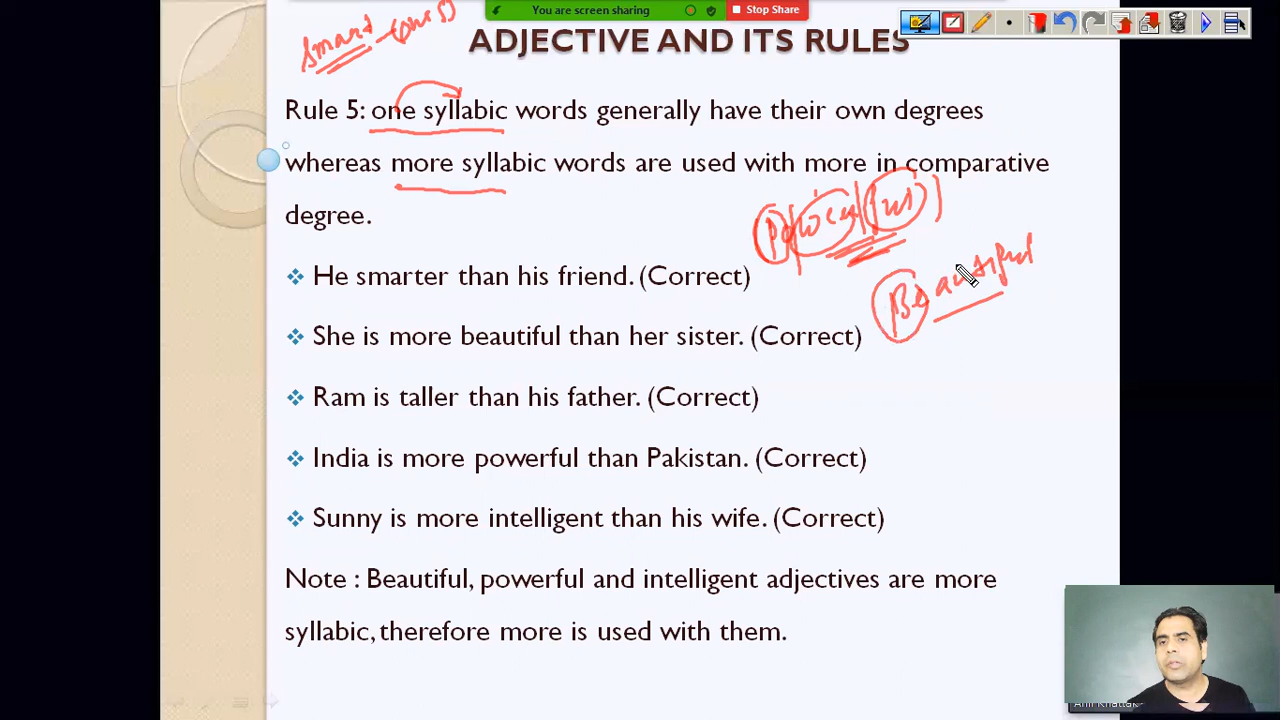 You are screen sharing
Stop Share
Smart
ADJECTIVE AND ITS RULES
Rule 5: one syllabic words generally have their own degrees
whereas more syllabic words are used with more in comparative
degree.
He smarter than his friend. (Correct)
Beautiful
She is more beautiful than her sister. (Correct)
Ram is taller than his father. (Correct)
India is more powerful than Pakistan. (Correct)
Sunny is more intelligent than his wife. (Correct)
Note : Beautiful, powerful and intelligent adjectives are more
syllabic, therefore more is used with them.